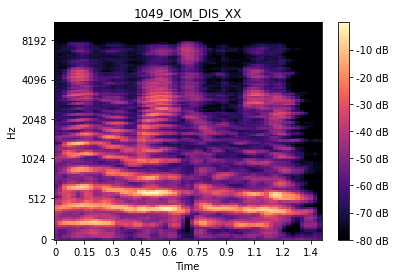 1049_IOM_DIS_XX
8192
4096
2048
1024
512
0
Hz
0 0.15 0.3 0.45 0.6 0.75 0.9 1.1 1.2 1.4
Time
-10 dB
-20 dB
-30 dB
-40 dB
-50 dB
-60 dB
-70 dB
-80 dB